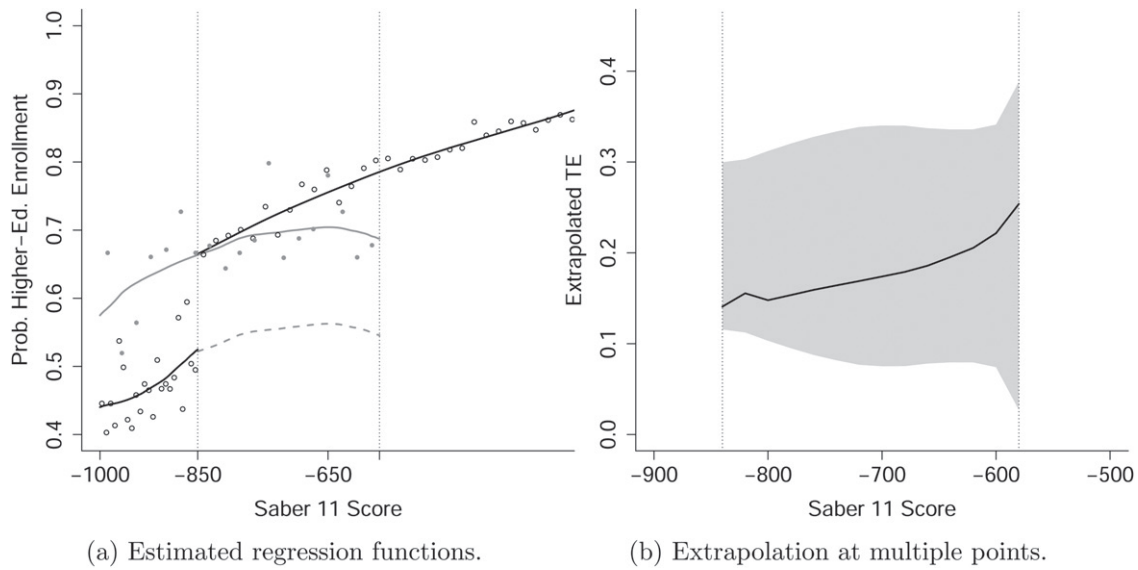 1.0
0.9
0.8
0.7
0.6
0.5
0.4
Prob. Higher-Ed. Enrollment
-1000 -850 -650
Saber 11 Score
(a) Estimated regression functions.
0.4
0.3
0.2
0.1
0.0
Extrapolated TE
-900 -800 -700 -600 -500
Saber 11 Score
(b) Extrapolation at multiple points.